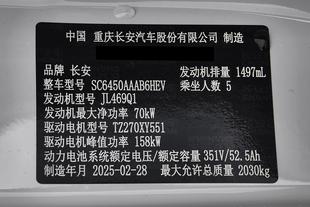 中国 重庆长安汽车股份有限公司 制造
品牌 长安 发动机排量 1497mL
整车型号 SC6450AAAB6HEV 乘坐人数 5
发动机型号 JL469Q1
发动机最大净功率 70kW
驱动电机型号 TZ270XY551
驱动电机峰值功率 158kW
动力电池系统额定电压/额定容量 351V/52.5Ah
制造年月 2025-02-28 最大允许总质量 2030kg